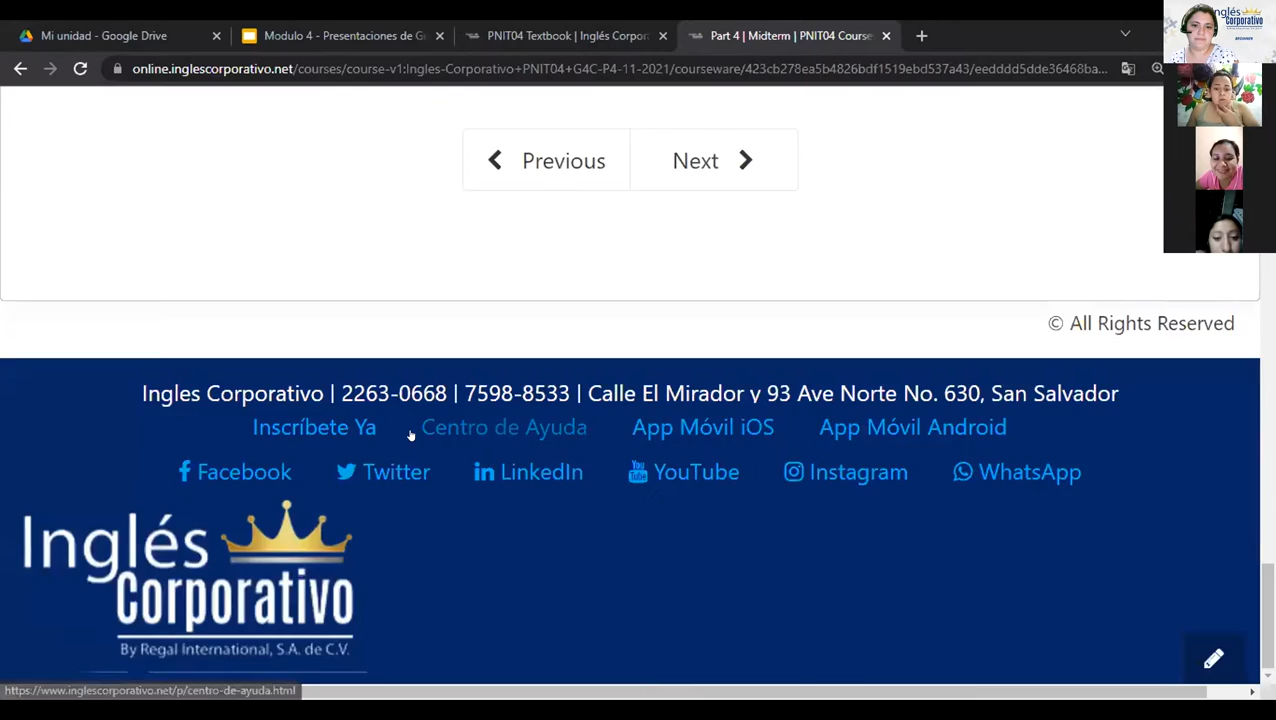 Mi unidad - Google Drive
Modulo 4 - Presentaciones de G
PNIT04
ook | Inglés Corpor
Part 4 | Midterm | PNIT04 Course
online.inglescorporativo.net/courses/course-v1:Ingles-Corpo
+PNIT04+G4C-P4-11-2021/courseware/423cb278ea5b4826bdf1519e5d537a43/eedddd5dde36468ba...
Inglés
Corporativo
Previous
Next
© All Rights Reserved
Ingles Corporativo | 2263-0668 | 7598-8533 | Calle El Mirador y 93 Ave Norte No. 630, San Salvador
Inscríbete Ya
Centro de Ayuda
App Móvil iOS
App Móvil Android
Facebook
Twitter
LinkedIn
YouTube
Instagram
WhatsApp
Inglés
Corporativo
By Regal International, S.A. de C.V.
https://www.inglescorporativo.net/p/centro-de-ayuda.html